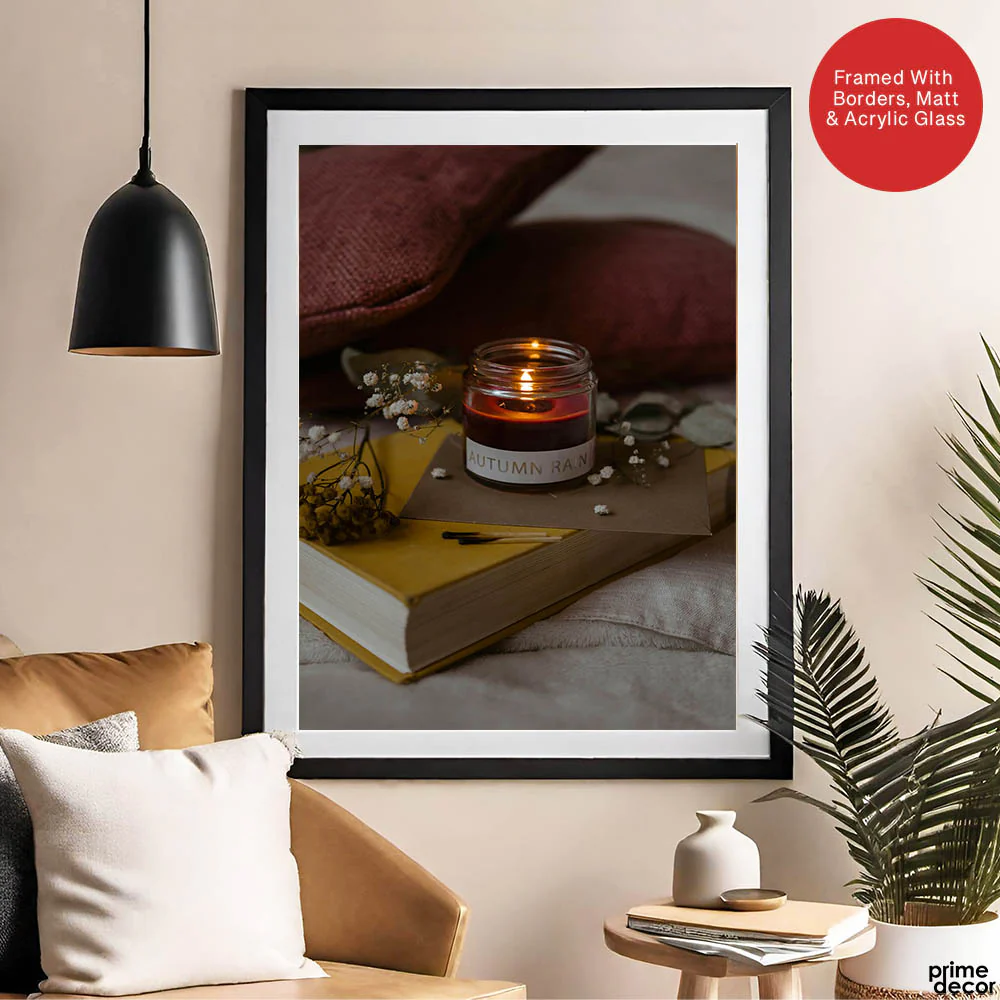 Framed With
Borders, Matt
& Acrylic Glass
AUTUMN RAIN
prime
decor